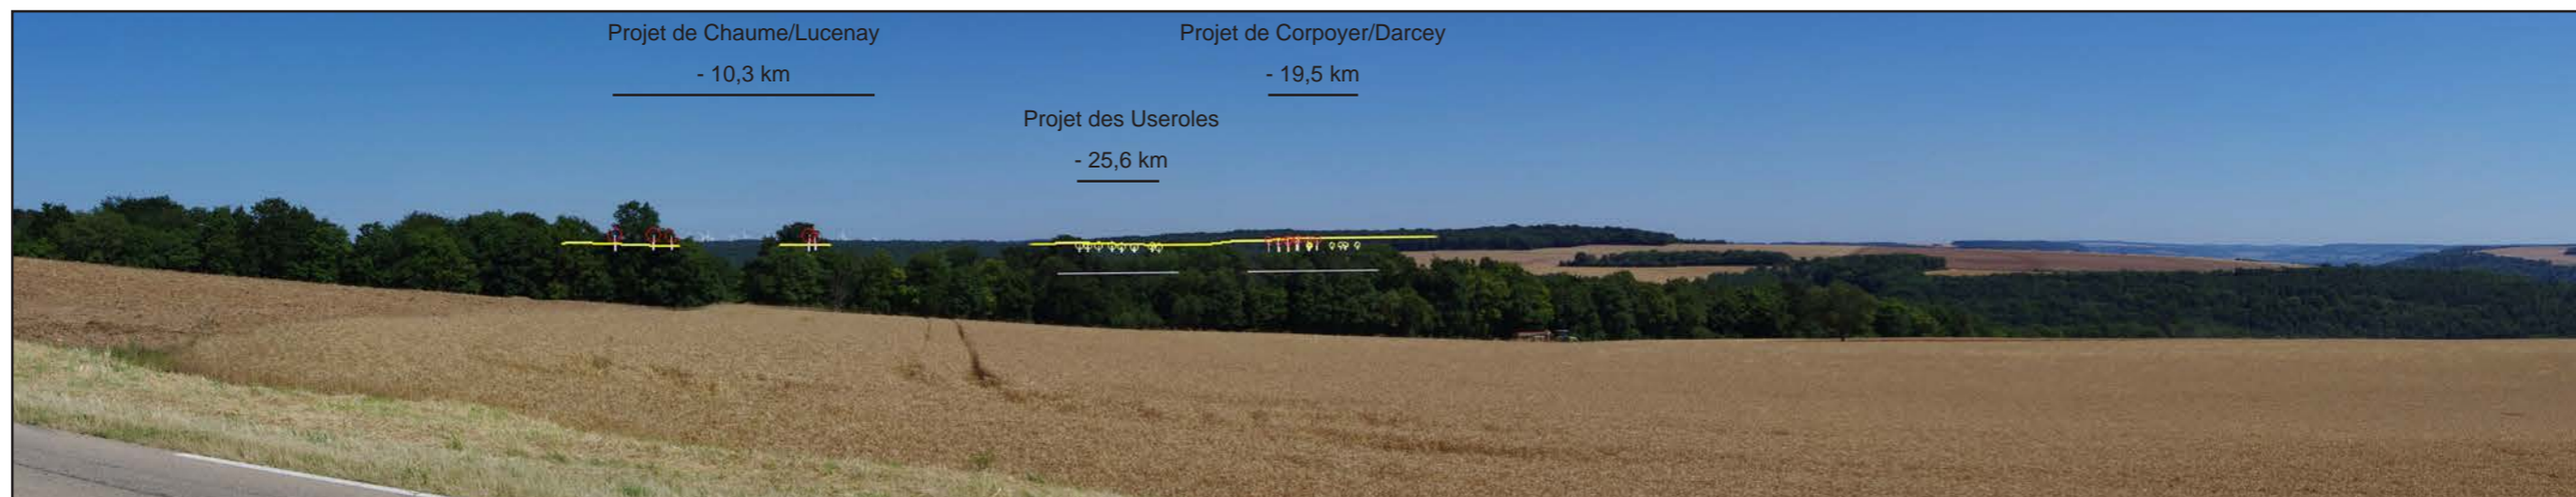 Projet de Chaume/Lucenay
- 10,3 km
Projet de Corpoyer/Darcey
- 19,5 km
Projet des Useroles
- 25,6 km